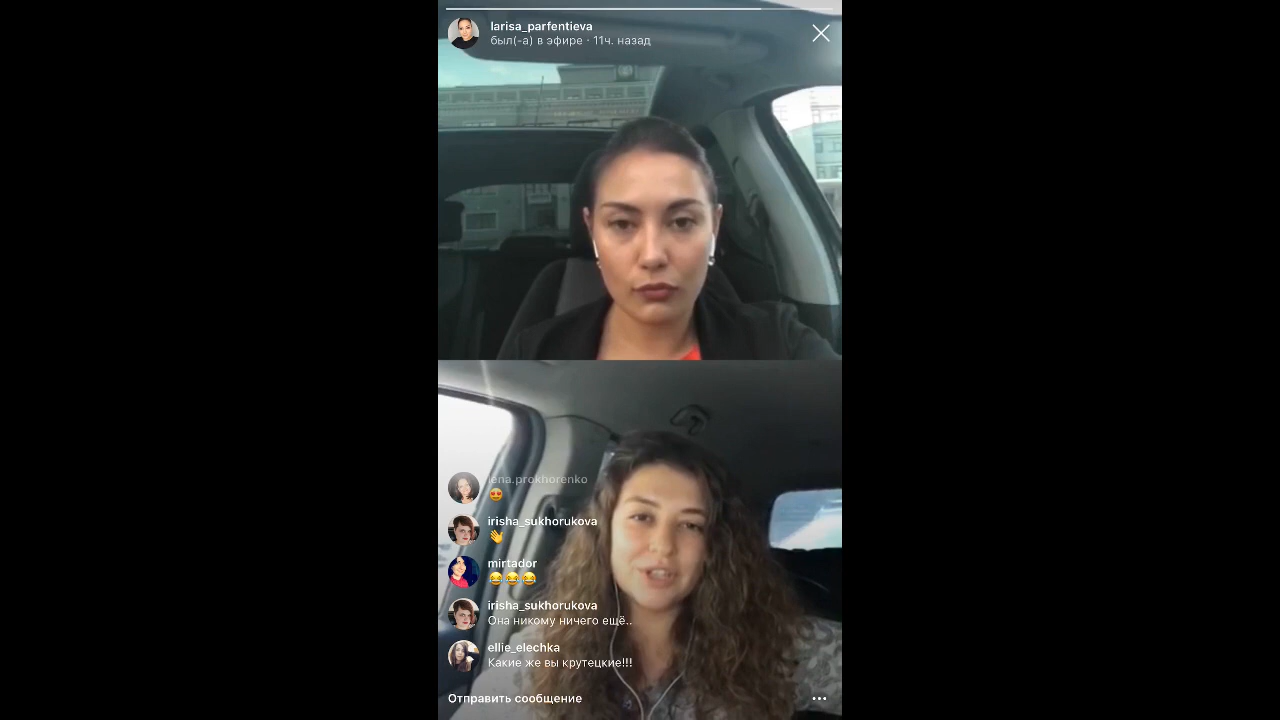 larisa_parfentieva
был(-а) в эфире · 11ч. назад
lena.prokhorenko
irisha_sukhorukova
mirtador
irisha_sukhorukova
Она никому ничего ещё..
ellie_elechka
Какие же вы крутецкие!!!
Отправить сообщение